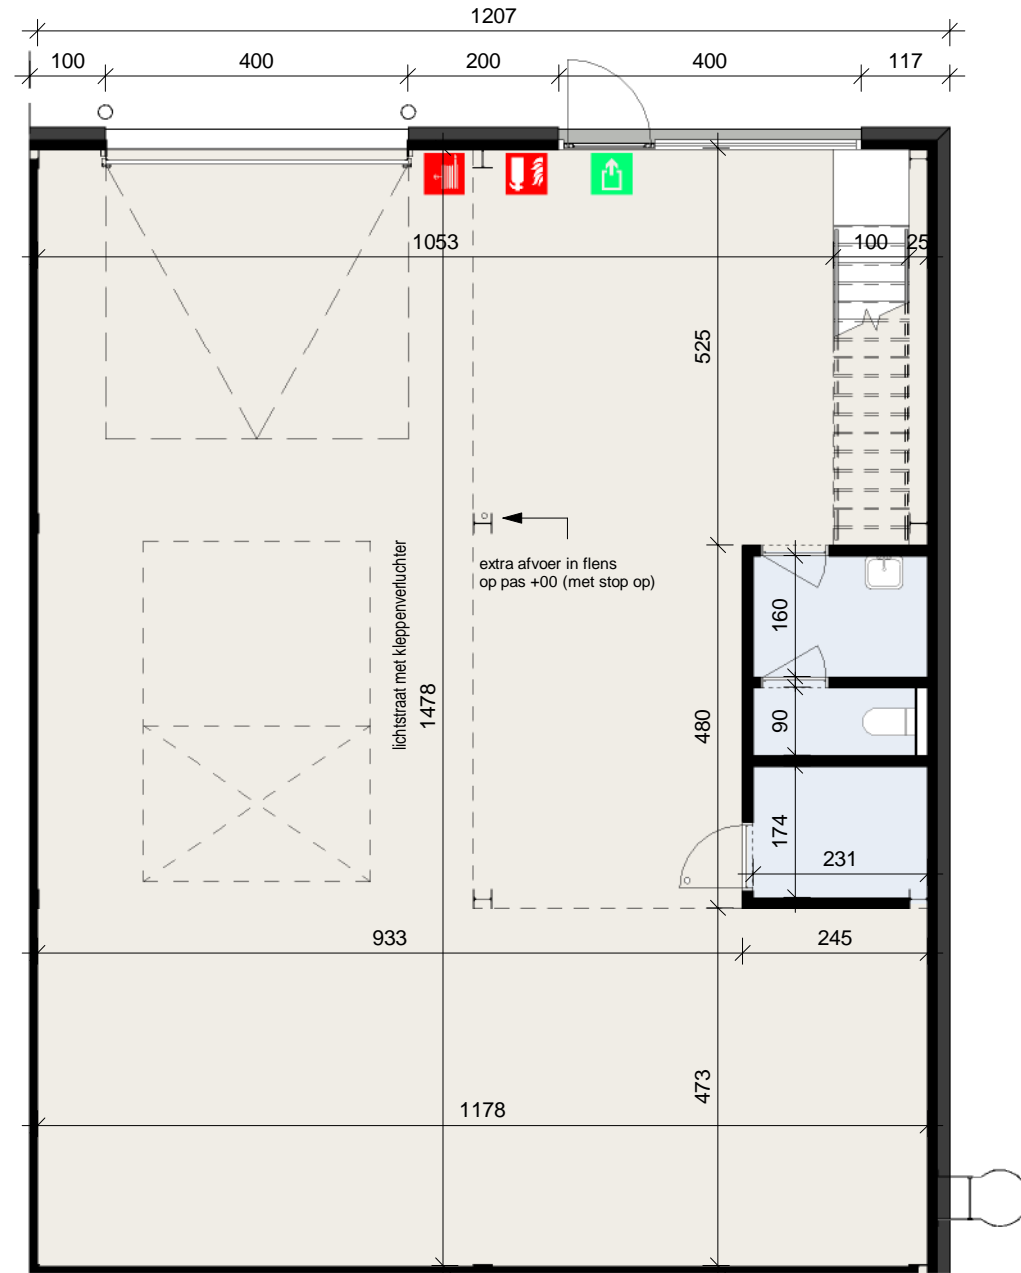 1207
100 400 200 400 117
1053 100 25
525
extra afvoer in flens
op pas +00 (met stop op)
lichtstraat met kleppenverluchter
1478
160
480
90
174
231
933 245
473
1178